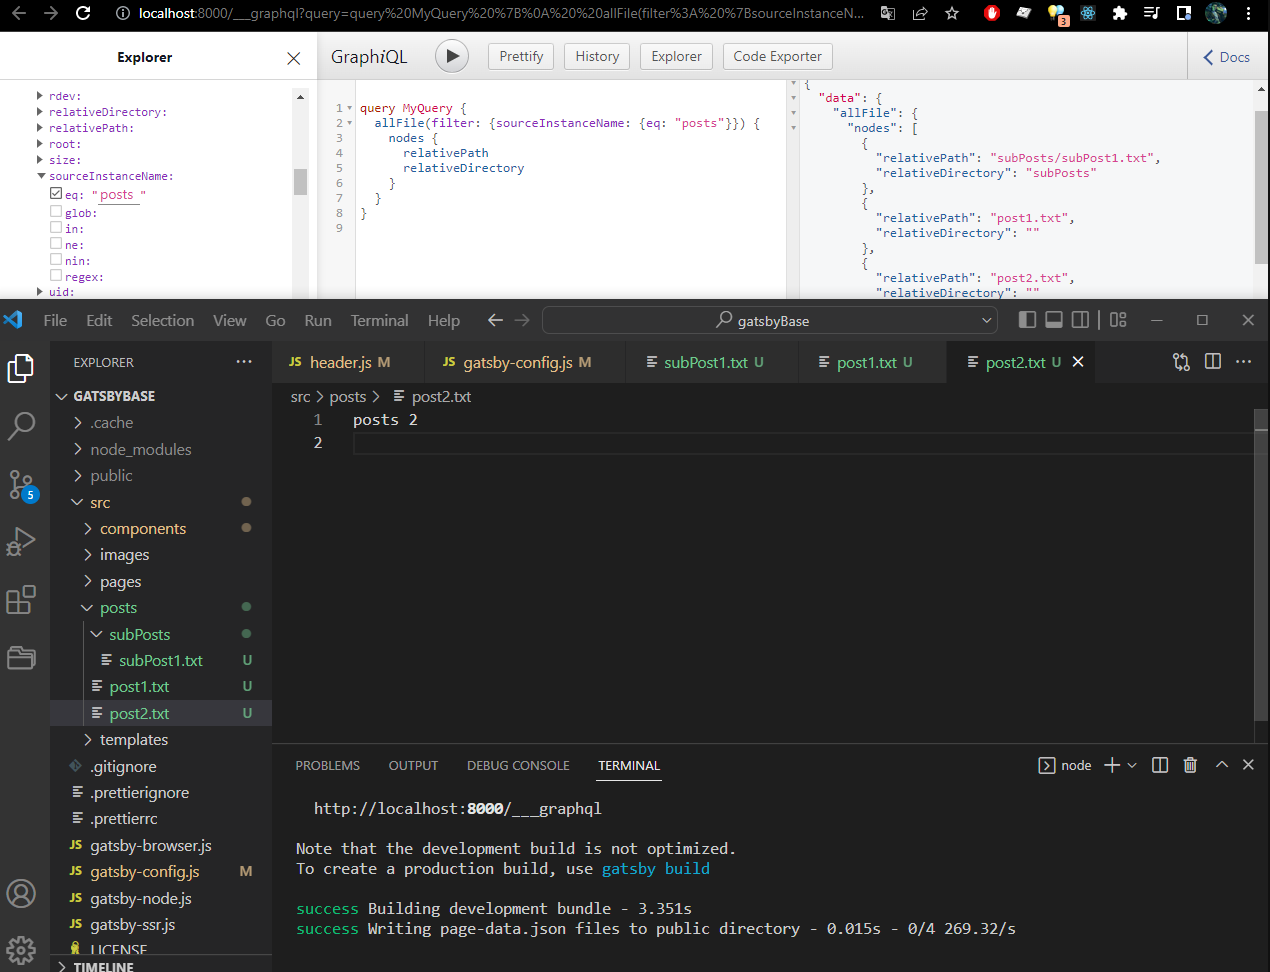 localhost:8000/___graphql?query=query%20MyQuery%20%7B%0A%20%20allFile(filter%3A%20%7BsourceInstanceN...
3
Explorer
GraphiQL
Prettify
History
Explorer
Code Exporter
Docs
rdev:
relativeDirectory:
relativePath:
root:
size:
sourceInstanceName:
eq: "posts "
glob:
in:
ne:
nin:
regex:
uid:
1 query MyQuery {
2 allFile(filter: {sourceInstanceName: {eq: "posts"}}) {
3 nodes {
4 relativePath
5 relativeDirectory
6 }
7 }
8 }
9
{
"data": {
"allFile": {
"nodes": [
{
"relativePath": "subPosts/subPost1.txt",
"relativeDirectory": "subPosts"
},
{
"relativePath": "post1.txt",
"relativeDirectory": ""
},
{
"relativePath": "post2.txt",
"relativeDirectory": ""
File Edit Selection View Go Run Terminal Help
gatsbyBase
EXPLORER
JS header.js M
JS gatsby-config.js M
subPost1.txt U
post1.txt U
post2.txt U
src > posts > post2.txt
1 posts 2
2
GATSBYBASE
.cache
node_modules
public
src
components
images
pages
posts
subPosts
subPost1.txt U
post1.txt U
post2.txt U
templates
.gitignore
.prettierignore
.prettierrc
JS gatsby-browser.js
JS gatsby-config.js M
JS gatsby-node.js
JS gatsby-ssr.js
LICENSE
TIMELINE
5
PROBLEMS OUTPUT DEBUG CONSOLE TERMINAL
node
http://localhost:8000/___graphql
Note that the development build is not optimized.
To create a production build, use gatsby build
success Building development bundle - 3.351s
success Writing page-data.json files to public directory - 0.015s - 0/4 269.32/s